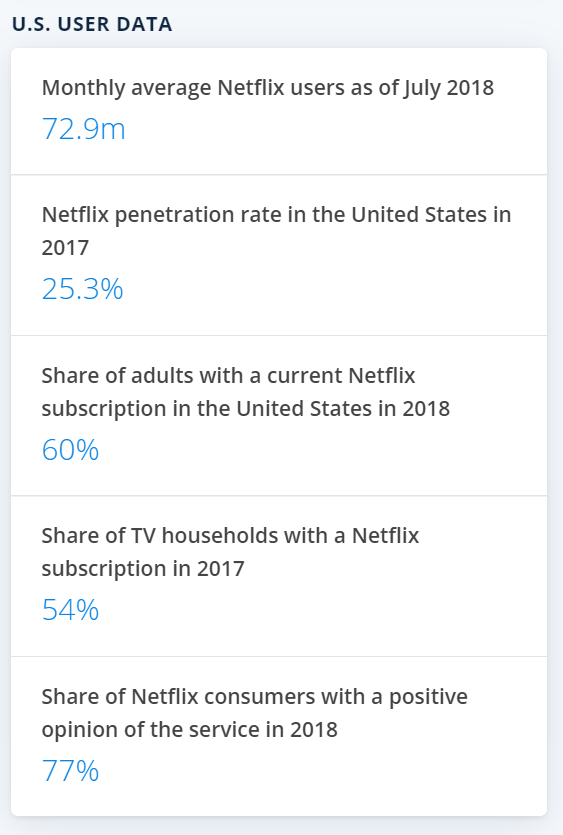 U.S. USER DATA
Monthly average Netflix users as of July 2018
72.9m
Netflix penetration rate in the United States in
2017
25.3%
Share of adults with a current Netflix
subscription in the United States in 2018
60%
Share of TV households with a Netflix
subscription in 2017
54%
Share of Netflix consumers with a positive
opinion of the service in 2018
77%